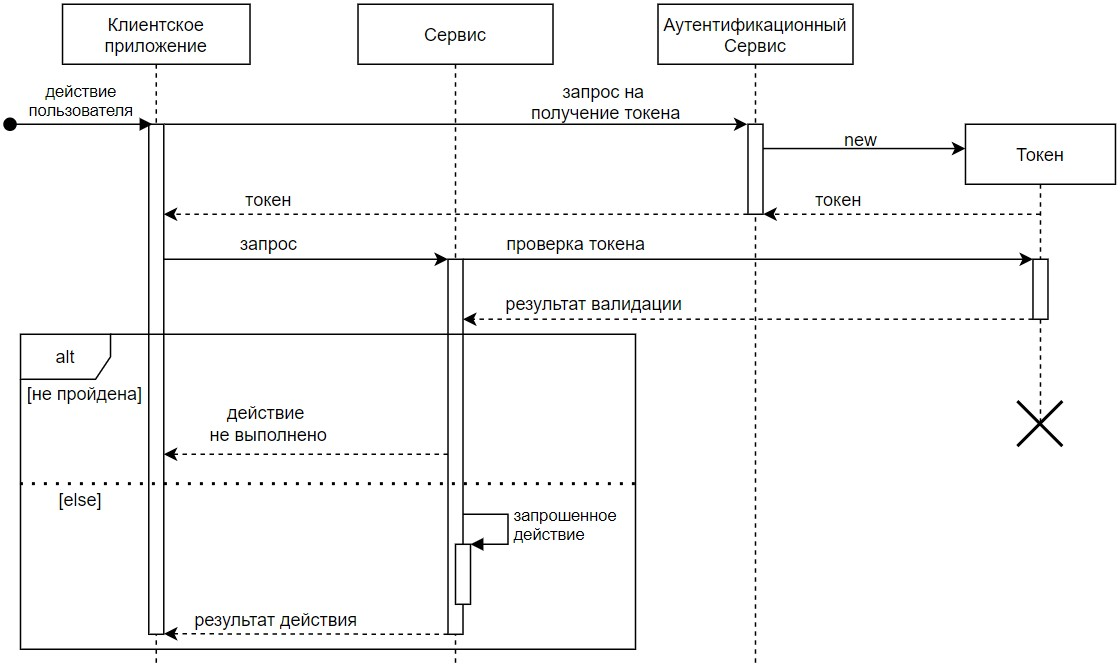 Клиентское
приложение
Сервис
Аутентификационный
Сервис
действие
пользователя
запрос на
получение токена
new
Токен
токен
токен
запрос
проверка токена
результат валидации
alt
[не пройдена]
действие
не выполнено
[else]
запрошенное
действие
результат действия